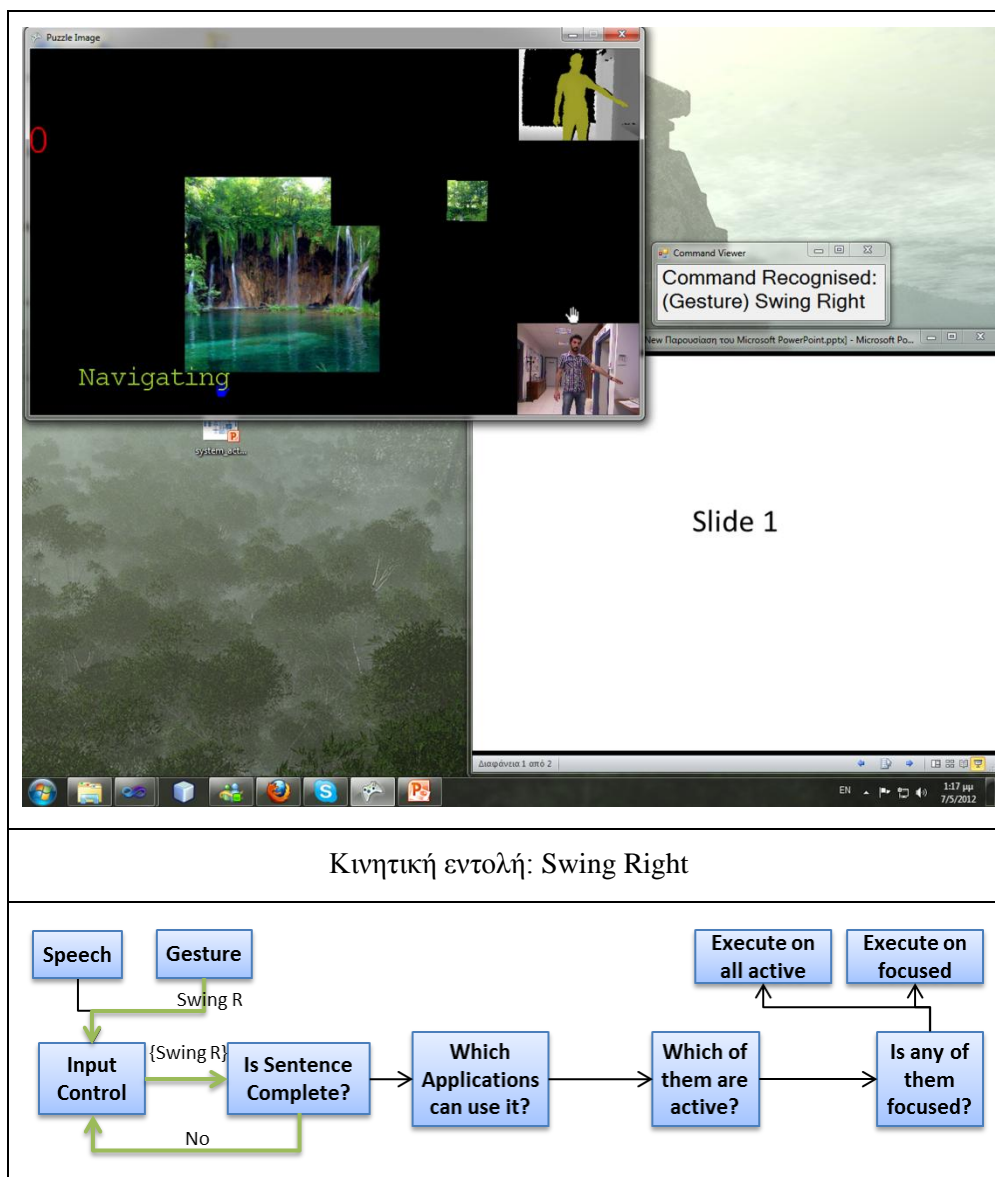 Puzzle Image
0
Navigating
Command Viewer
Command Recognised:
(Gesture) Swing Right
New Παρουσίαση του Microsoft PowerPoint.pptx] - Microsoft Po...
system_act...
Slide 1
Διαφάνεια 1 από 2
EN
1:17 μμ
7/5/2012
Κινητική εντολή: Swing Right
Speech
Gesture
Swing R
Input
Control
{Swing R}
Is Sentence
Complete?
No
Which
Applications
can use it?
Which of
them are
active?
Is any of
them
focused?
Execute on
all active
Execute on
focused